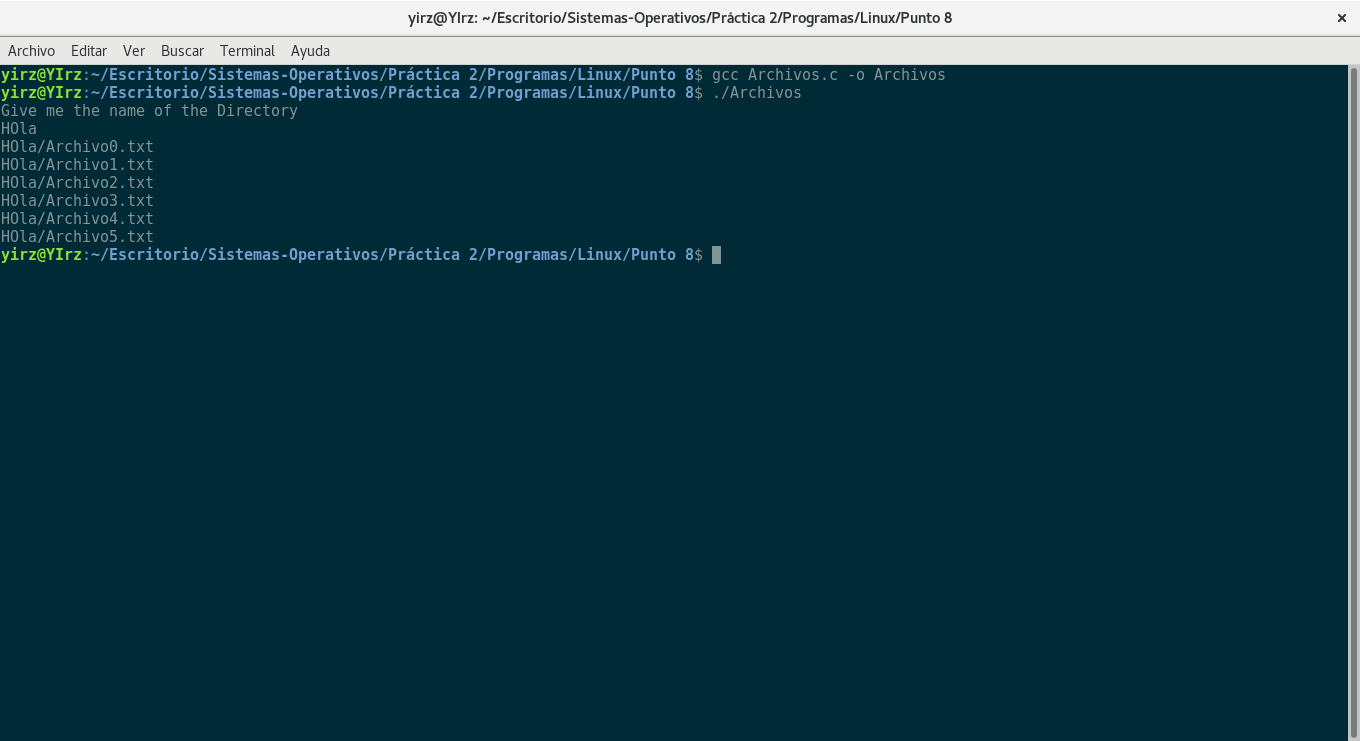 yirz@YIrz: ~/Escritorio/Sistemas-Operativos/Práctica 2/Programas/Linux/Punto 8
Archivo Editar Ver Buscar Terminal Ayuda
yirz@YIrz:~/Escritorio/Sistemas-Operativos/Práctica 2/Programas/Linux/Punto 8$ gcc Archivos.c -o Archivos
yirz@YIrz:~/Escritorio/Sistemas-Operativos/Práctica 2/Programas/Linux/Punto 8$ ./Archivos
Give me the name of the Directory
HOla
HOla/Archivo0.txt
HOla/Archivo1.txt
HOla/Archivo2.txt
HOla/Archivo3.txt
HOla/Archivo4.txt
HOla/Archivo5.txt
yirz@YIrz:~/Escritorio/Sistemas-Operativos/Práctica 2/Programas/Linux/Punto 8$